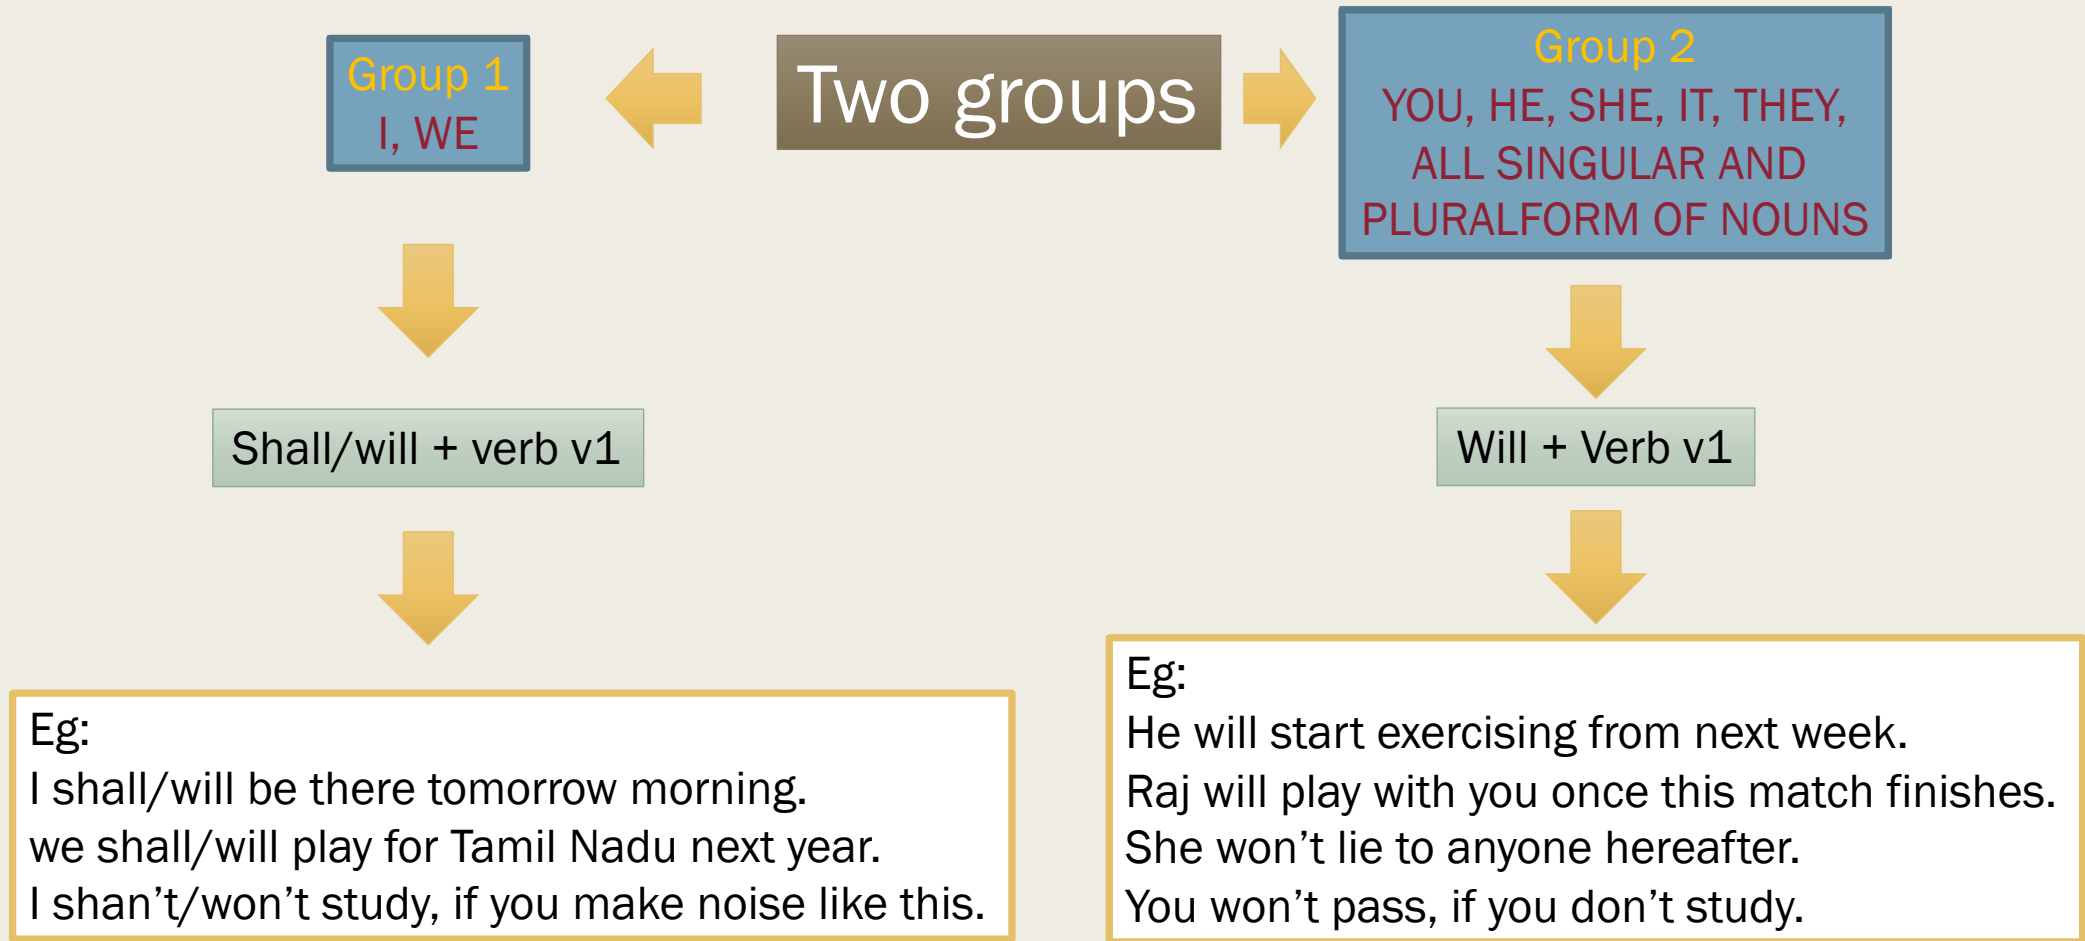 Two groups
Group 1
I, WE
Shall/will + verb v1
Eg:
I shall/will be there tomorrow morning.
we shall/will play for Tamil Nadu next year.
I shan’t/won’t study, if you make noise like this.
Group 2
YOU, HE, SHE, IT, THEY,
ALL SINGULAR AND
PLURALFORM OF NOUNS
Will + Verb v1
Eg:
He will start exercising from next week.
Raj will play with you once this match finishes.
She won’t lie to anyone hereafter.
You won’t pass, if you don’t study.